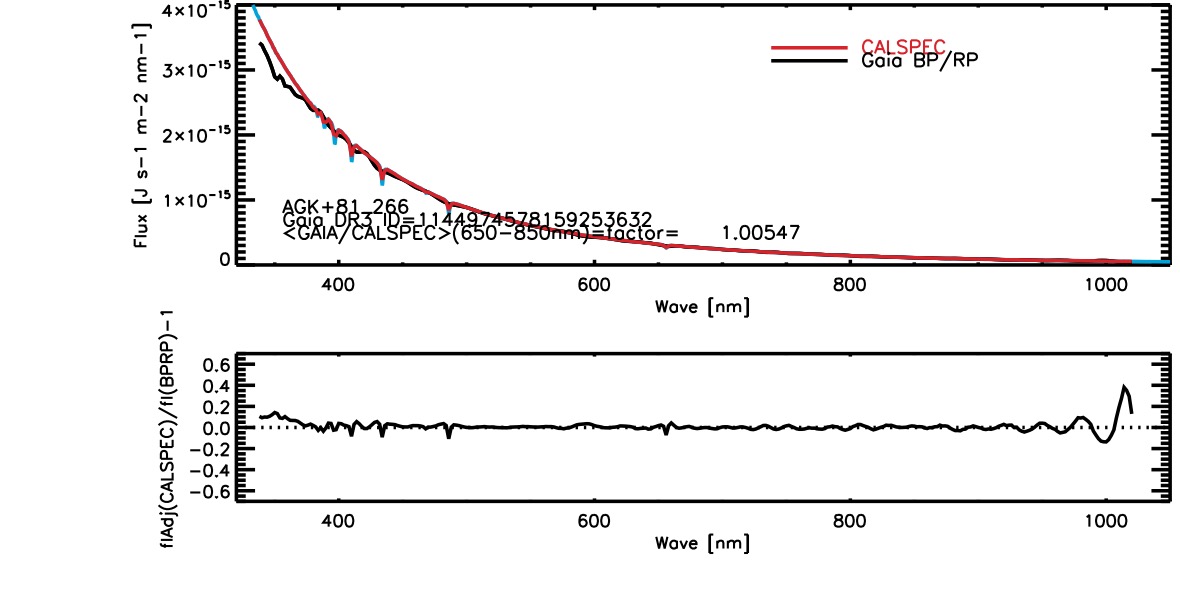 4×10−15
3×10−15
2×10−15
1×10−15
0
Flux [J s−1 m−2 nm−1]
CALSPEC
Gaia BP/RP
AGK+81_266
Gaia DR3 ID=1144974578159253632
<GAIA/CALSPEC>(650−850nm)=factor= 1.00547
400 600 800 1000
Wave [nm]
flAdj(CALSPEC)/fl(BPRP)−1
0.6
0.4
0.2
0.0
−0.2
−0.4
−0.6
400 600 800 1000
Wave [nm]